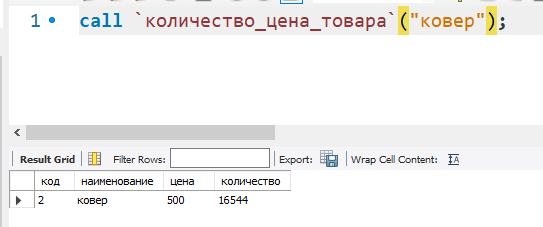 1 call `количество_цена_товара`("ковер");
Result Grid Filter Rows: Export: Wrap Cell Content: IA
код наименование цена количество
2 ковер 500 16544